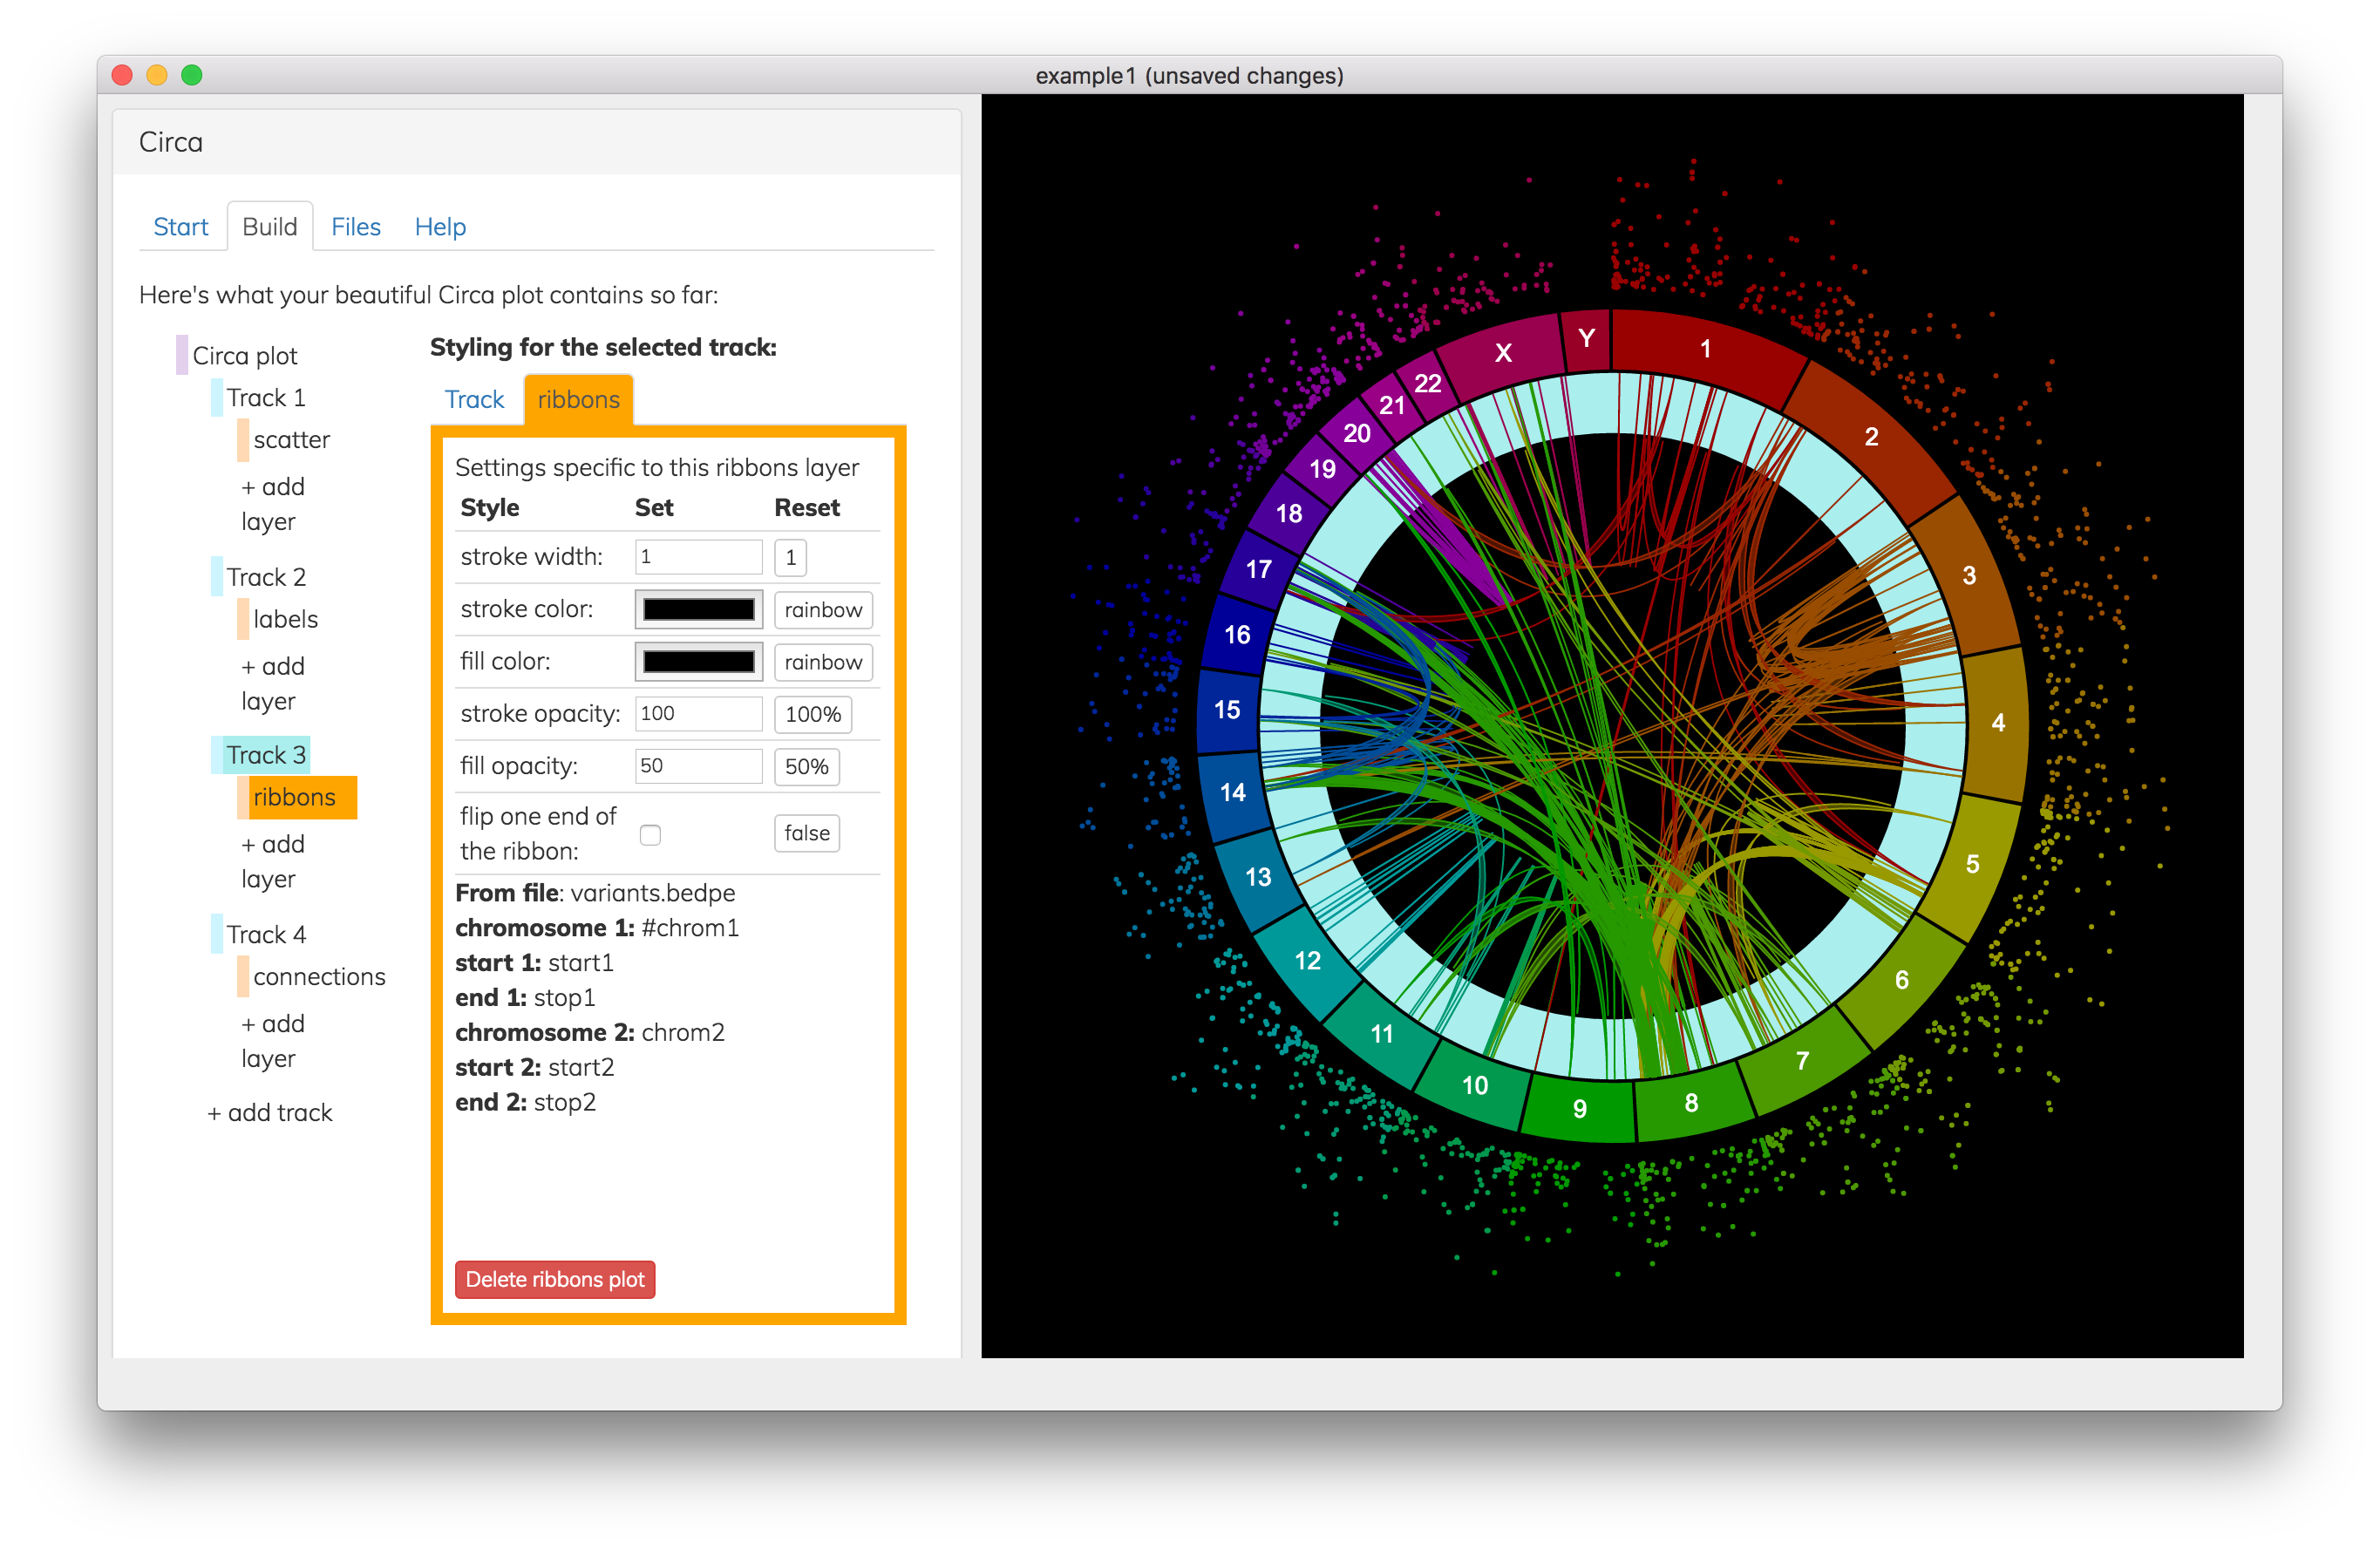 example1 (unsaved changes)
Circa
Start Build Files Help
Here's what your beautiful Circa plot contains so far:
Circa plot
Track 1
scatter
+ add
layer
Track 2
labels
+ add
layer
Track 3
ribbons
+ add
layer
Track 4
connections
+ add
layer
+ add track
Styling for the selected track:
Track ribbons
Settings specific to this ribbons layer
Style Set Reset
stroke width: 1 1
stroke color: rainbow
fill color: rainbow
stroke opacity: 100 100%
fill opacity: 50 50%
flip one end of
the ribbon: false
From file: variants.bedpe
chromosome 1: #chrom1
start 1: start1
end 1: stop1
chromosome 2: chrom2
start 2: start2
end 2: stop2
Delete ribbons plot
1
2
3
4
5
6
7
8
9
10
11
12
13
14
15
16
17
18
19
20
21
22
X
Y